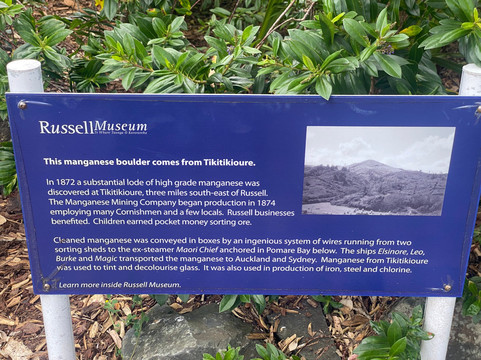 Russell Museum
This manganese boulder comes from Tikitikioure.
In 1872 a substantial lode of high grade manganese was
discovered at Tikitikioure, three miles south-east of Russell.
The Manganese Mining Company began production in 1874
employing many Cornishmen and a few locals. Russell businesses
benefited. Children earned pocket money sorting ore.
Cleaned manganese was conveyed in boxes by an ingenious system of wires running from two
sorting sheds to the ex-steamer Maori Chief anchored in Pomare Bay below. The ships Elsinore, Leo,
Burke and Magic transported the manganese to Auckland and Sydney. Manganese from Tikitikioure
was used to tint and decolourise glass. It was also used in production of iron, steel and chlorine.
Learn more inside Russell Museum.